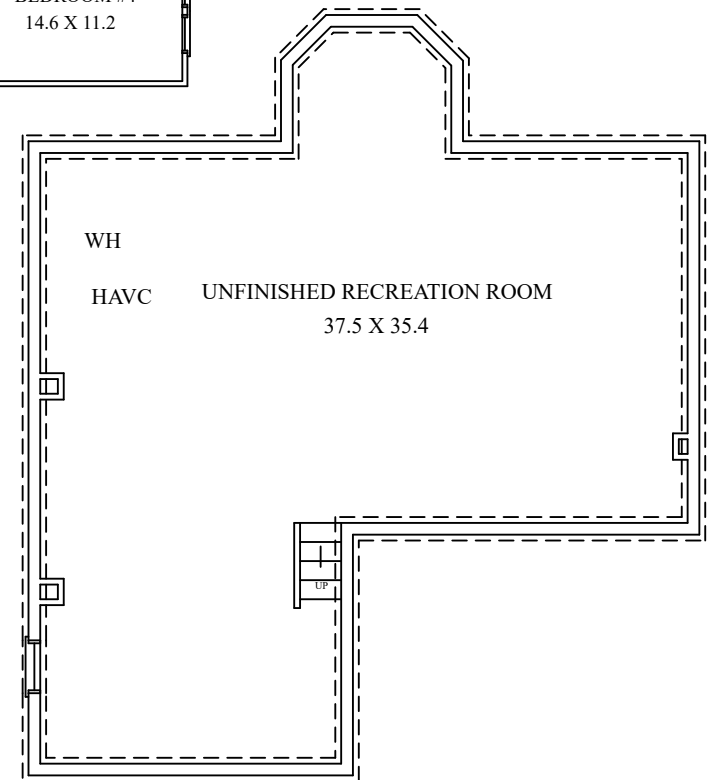 14.6 X 11.2
WH
HAVC
UNFINISHED RECREATION ROOM
37.5 X 35.4
UP